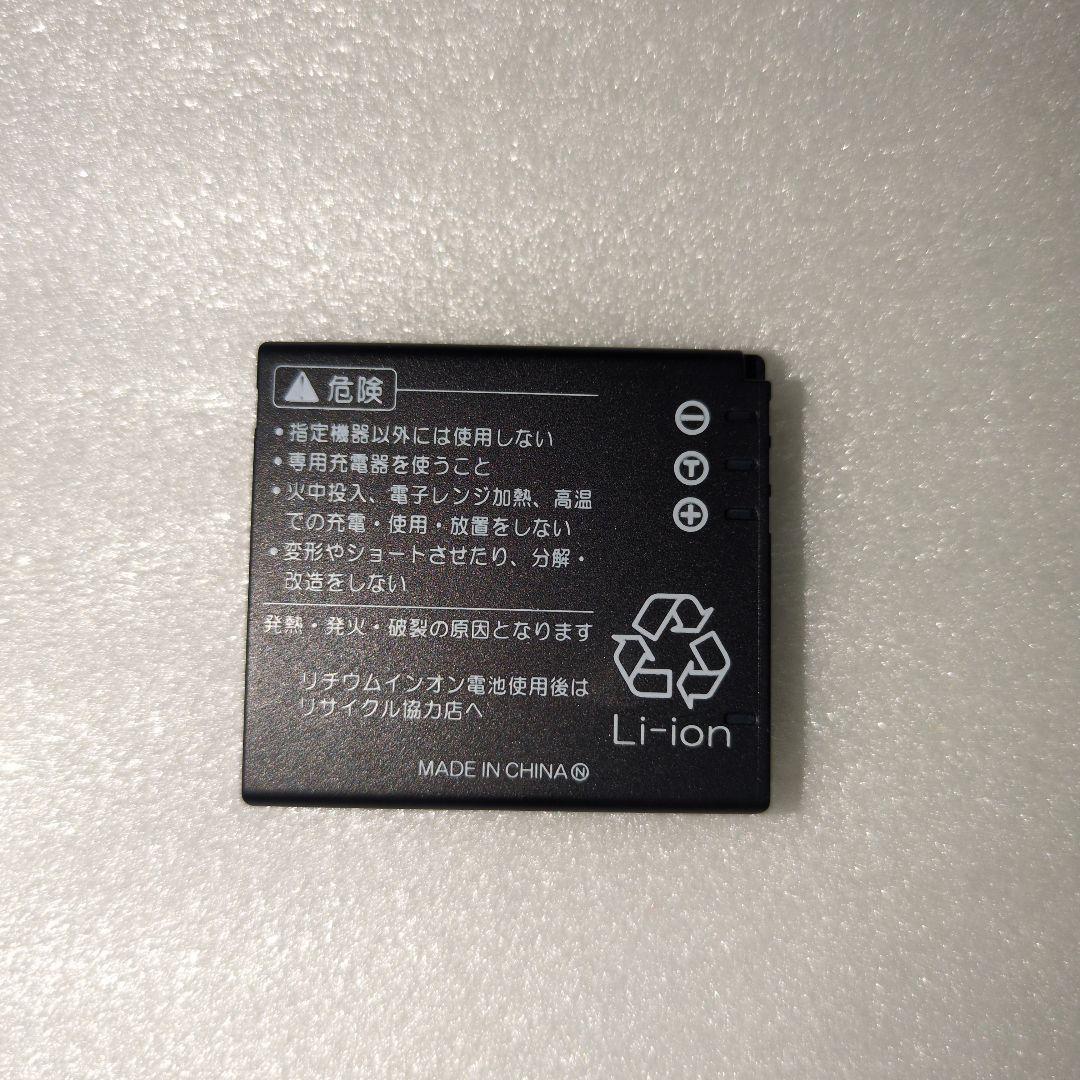 ⚠危険
•指定機器以外には使用しない
•専用充電器を使うこと
•火中投入、電子レンジ加熱、高温
での充電・使用・放置をしない
•変形やショートさせたり、分解・
改造をしない
発熱・発火・破裂の原因となります
リチウムインオン電池使用後は
リサイクル協力店へ
MADE IN CHINA Ⓝ
⊖
Ⓣ
⊕
Li-ion